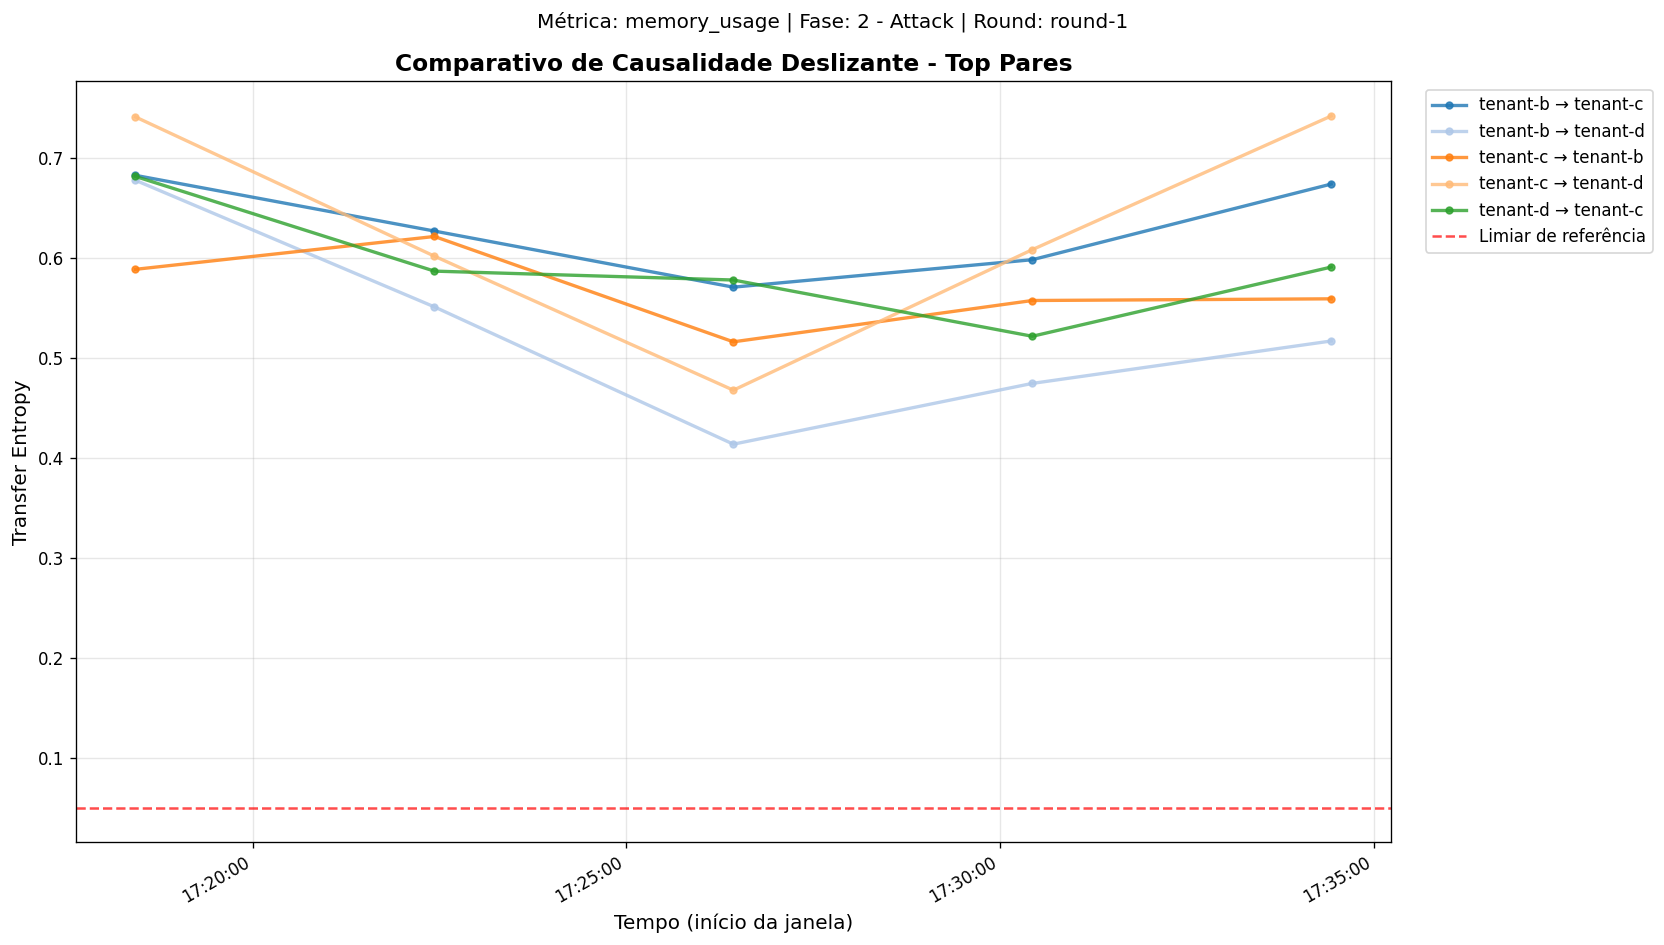 Métrica: memory_usage | Fase: 2 - Attack | Round: round-1
Comparativo de Causalidade Deslizante - Top Pares
tenant-b → tenant-c
tenant-b → tenant-d
tenant-c → tenant-b
tenant-c → tenant-d
tenant-d → tenant-c
Limiar de referência
Transfer Entropy
0.7
0.6
0.5
0.4
0.3
0.2
0.1
17:20:00
17:25:00
17:30:00
17:35:00
Tempo (início da janela)